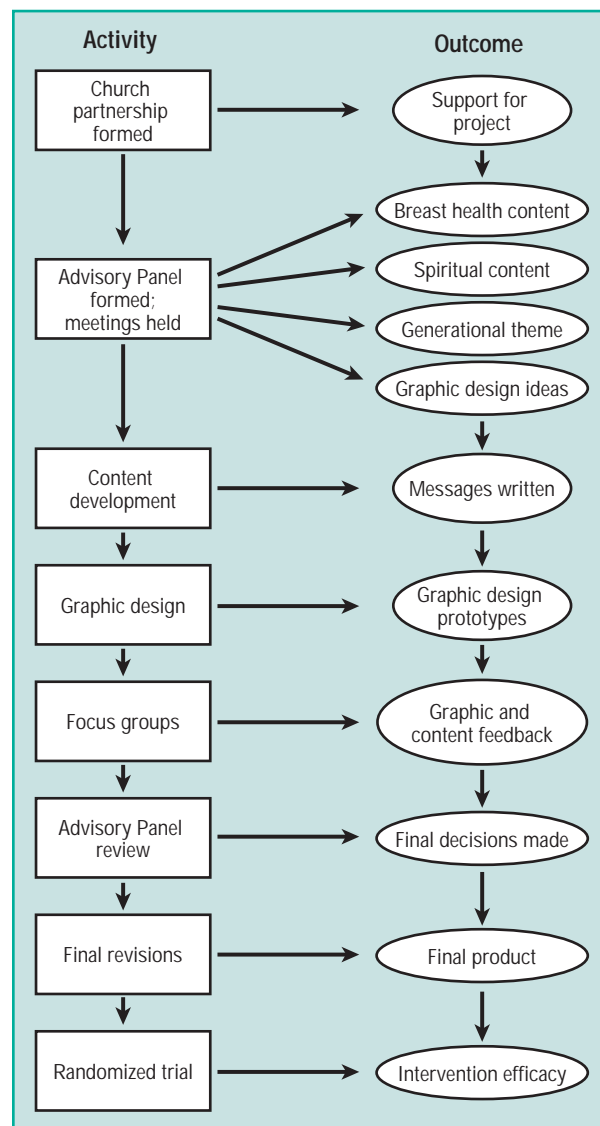 Activity
Outcome
Church
partnership
formed
Support for
project
Breast health content
Advisory Panel
formed;
meetings held
Spiritual content
Generational theme
Graphic design ideas
Content
development
Messages written
Graphic design
Graphic design
prototypes
Focus groups
Graphic and
content feedback
Advisory Panel
review
Final decisions made
Final revisions
Final product
Randomized trial
Intervention efficacy